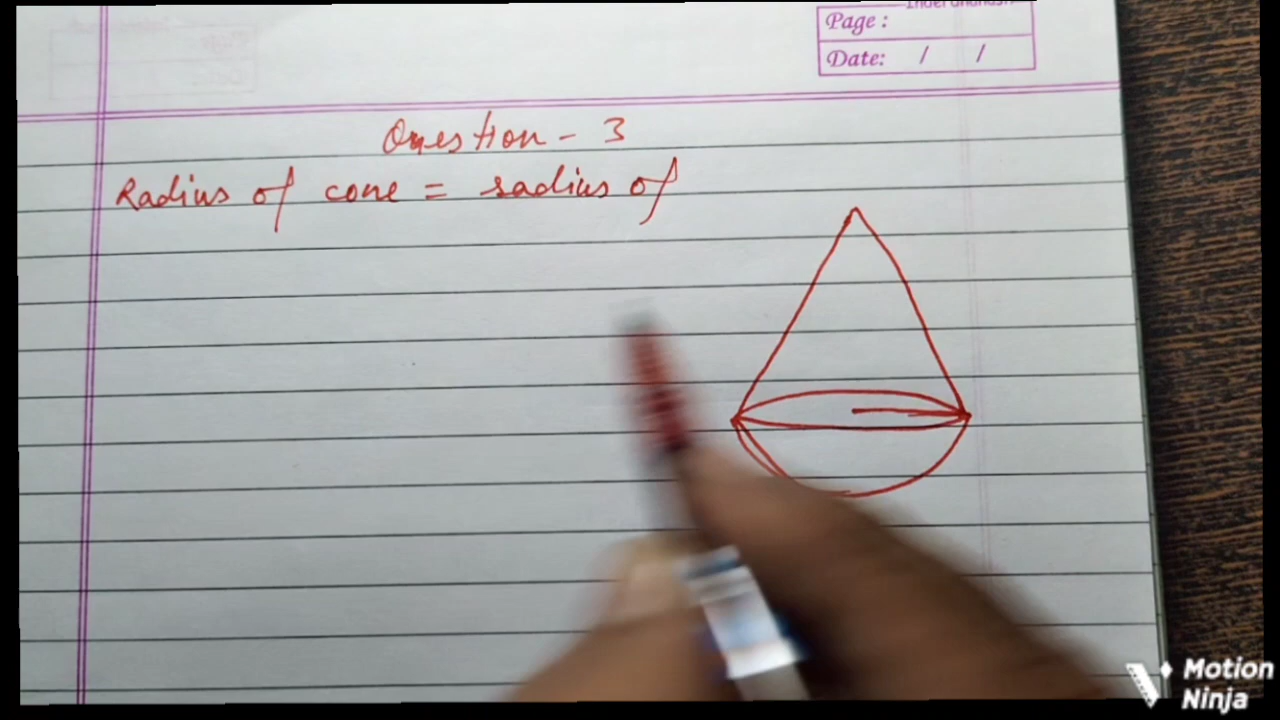 Page :
Date: / /
Question - 3
Radius of cone = radius of
Motion
Ninja